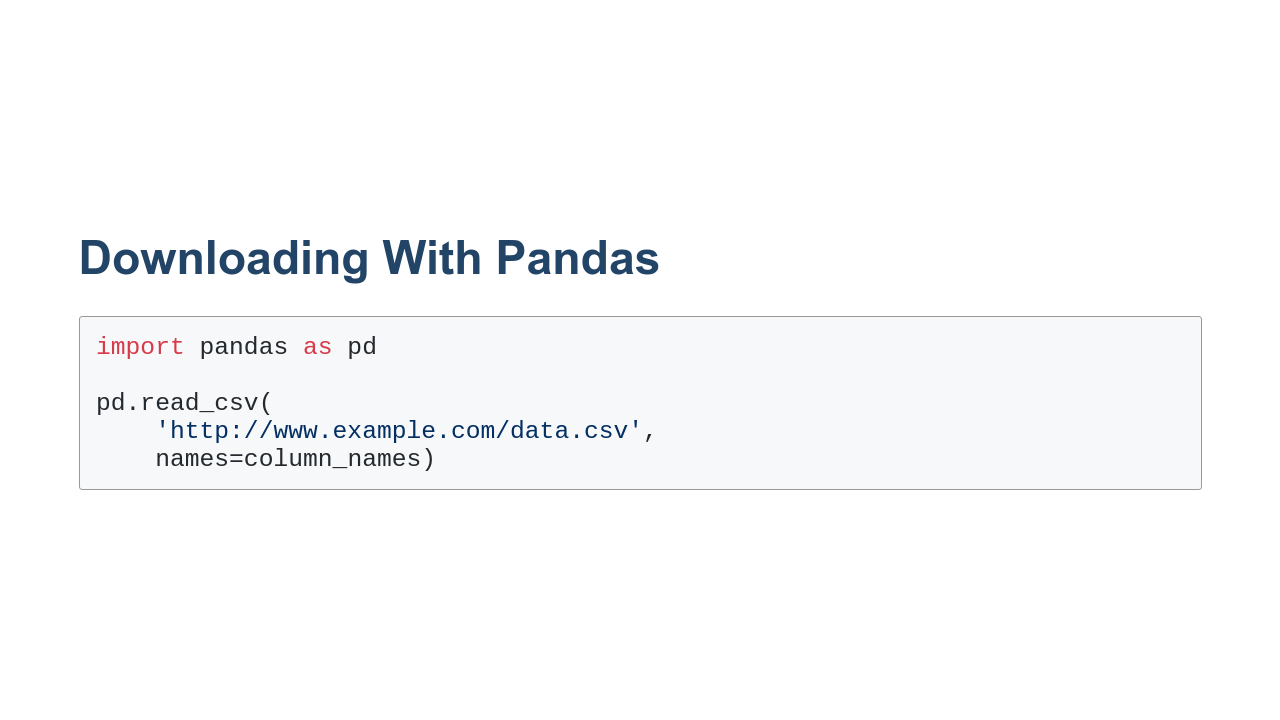 Downloading With Pandas
import pandas as pd
pd.read_csv(
    'http://www.example.com/data.csv',
    names=column_names)